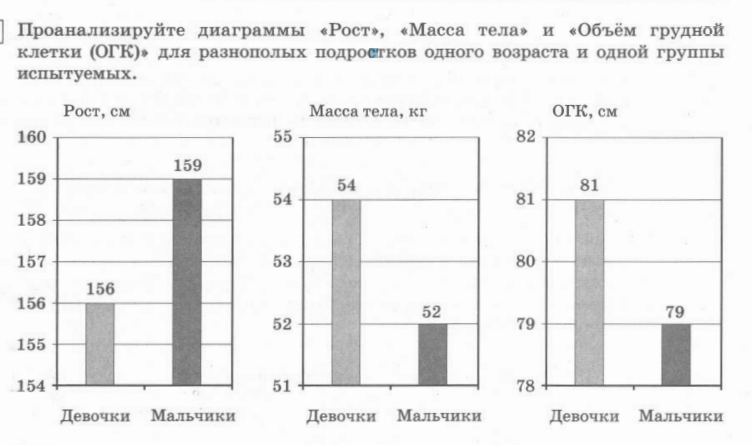 Проанализируйте диаграммы «Рост», «Масса тела» и «Объём грудной
клетки (ОГК)» для разнополых подростков одного возраста и одной группы
испытуемых.
Рост, см
160
159
158
157
156
155
154
156
159
Девочки Мальчики
Масса тела, кг
55
54
53
52
51
54
52
Девочки Мальчики
ОГК, см
82
81
80
79
78
81
79
Девочки Мальчики